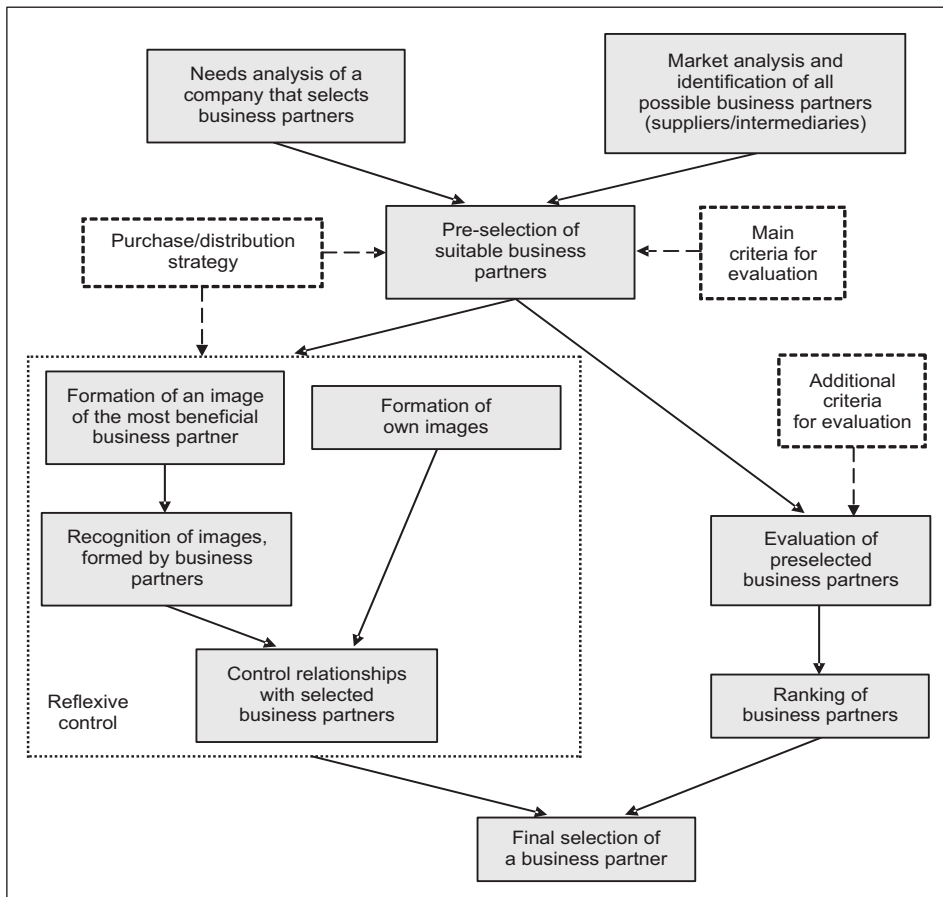 Needs analysis of a
company that selects
business partners
Market analysis and
identification of all
possible business partners
(suppliers/intermediaries)
Purchase/distribution
strategy
Pre-selection of
suitable business
partners
Main
criteria for
evaluation
Formation of an image
of the most beneficial
business partner
Formation of
own images
Additional
criteria
for evaluation
Recognition of images,
formed by business
partners
Evaluation of
preselected
business partners
Control relationships
with selected
business partners
Reflexive
control
Ranking of
business partners
Final selection of
a business partner